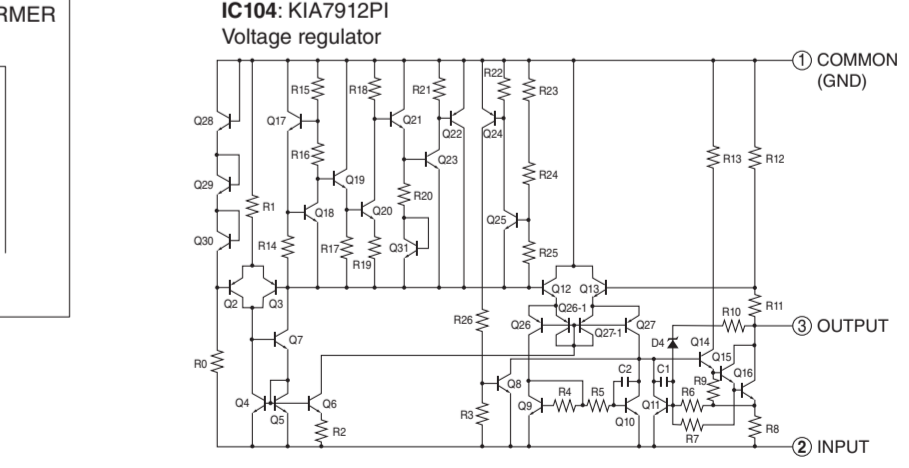 RMER
IC104: KIA7912PI
Voltage regulator
1 COMMON
(GND)
R22
R15 R18 R21 R23
Q28 Q17 Q21 Q22 Q24
R16 R13 R12
Q23
Q29 Q19 R24
R20
R1 Q18 Q20 Q25
Q30 R14 R17 Q31 R25
R19
Q2 Q3 Q12 Q13
Q26-1 R10 R11
R26 Q26 Q27-1 Q27 3 OUTPUT
Q7 D4 Q14
R0 Q15
C2 C1 Q16
Q8 R9
Q4 Q6 R4 R5 R6
Q5 R3 Q9 Q10 Q11
R2 R7 R8
2 INPUT